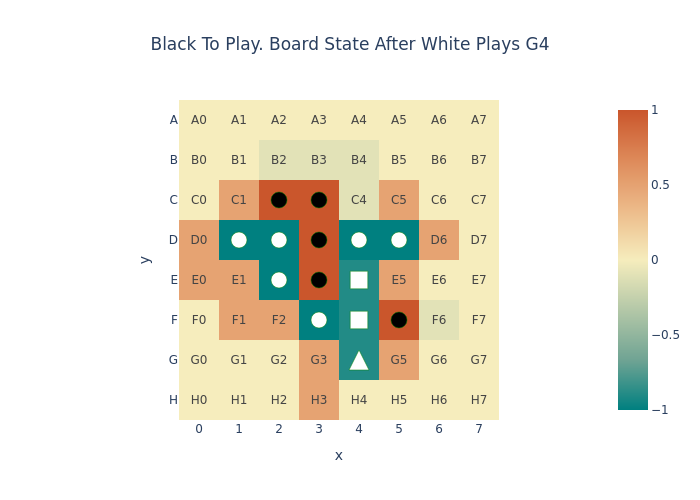 Black To Play. Board State After White Plays G4
A A0 A1 A2 A3 A4 A5 A6 A7
B B0 B1 B2 B3 B4 B5 B6 B7
C C0 C1 C4 C5 C6 C7
D D0 D6 D7
E E0 E1 E5 E6 E7
F F0 F1 F2 F6 F7
G G0 G1 G2 G3 G5 G6 G7
H H0 H1 H2 H3 H4 H5 H6 H7
0 1 2 3 4 5 6 7
x
y
1
0.5
0
−0.5
−1